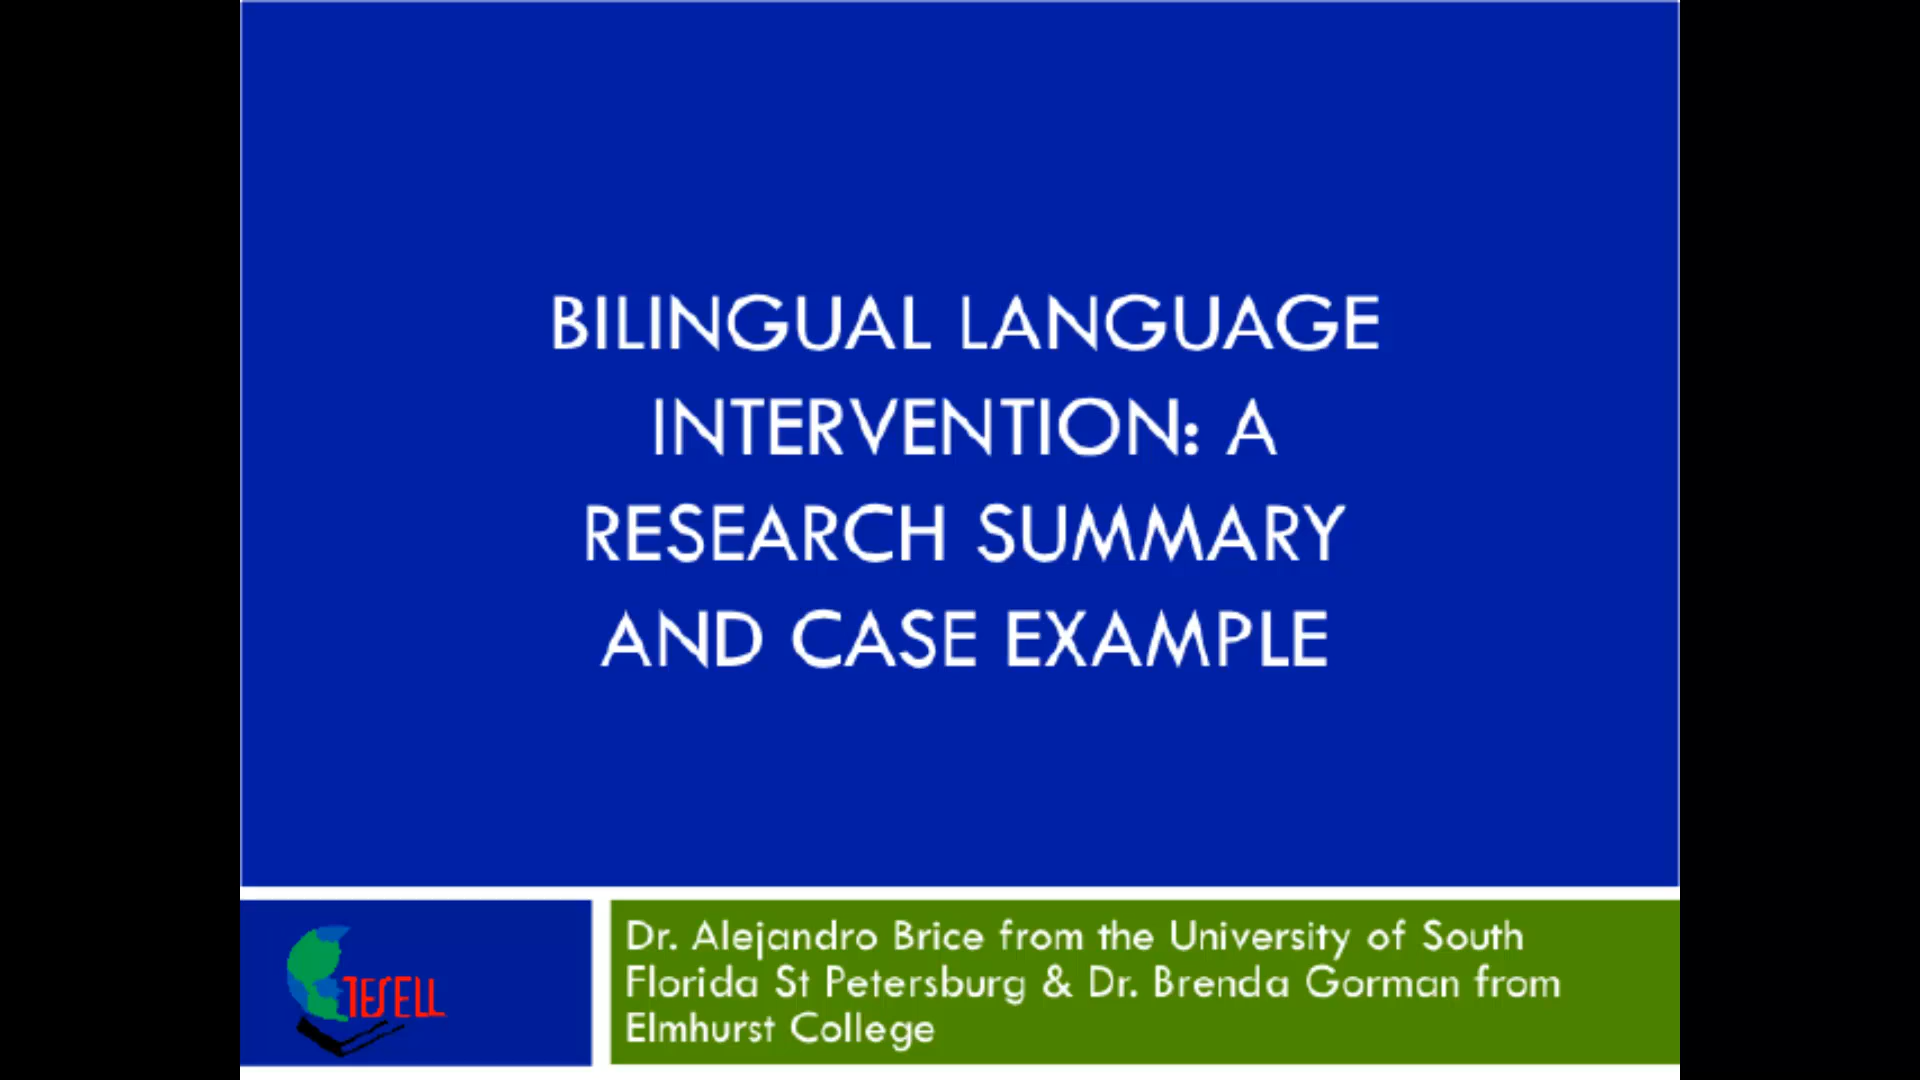 BILINGUAL LANGUAGE
INTERVENTION: A
RESEARCH SUMMARY
AND CASE EXAMPLE
TESELL
Dr. Alejandro Brice from the University of South
Florida St Petersburg & Dr. Brenda Gorman from
Elmhurst College